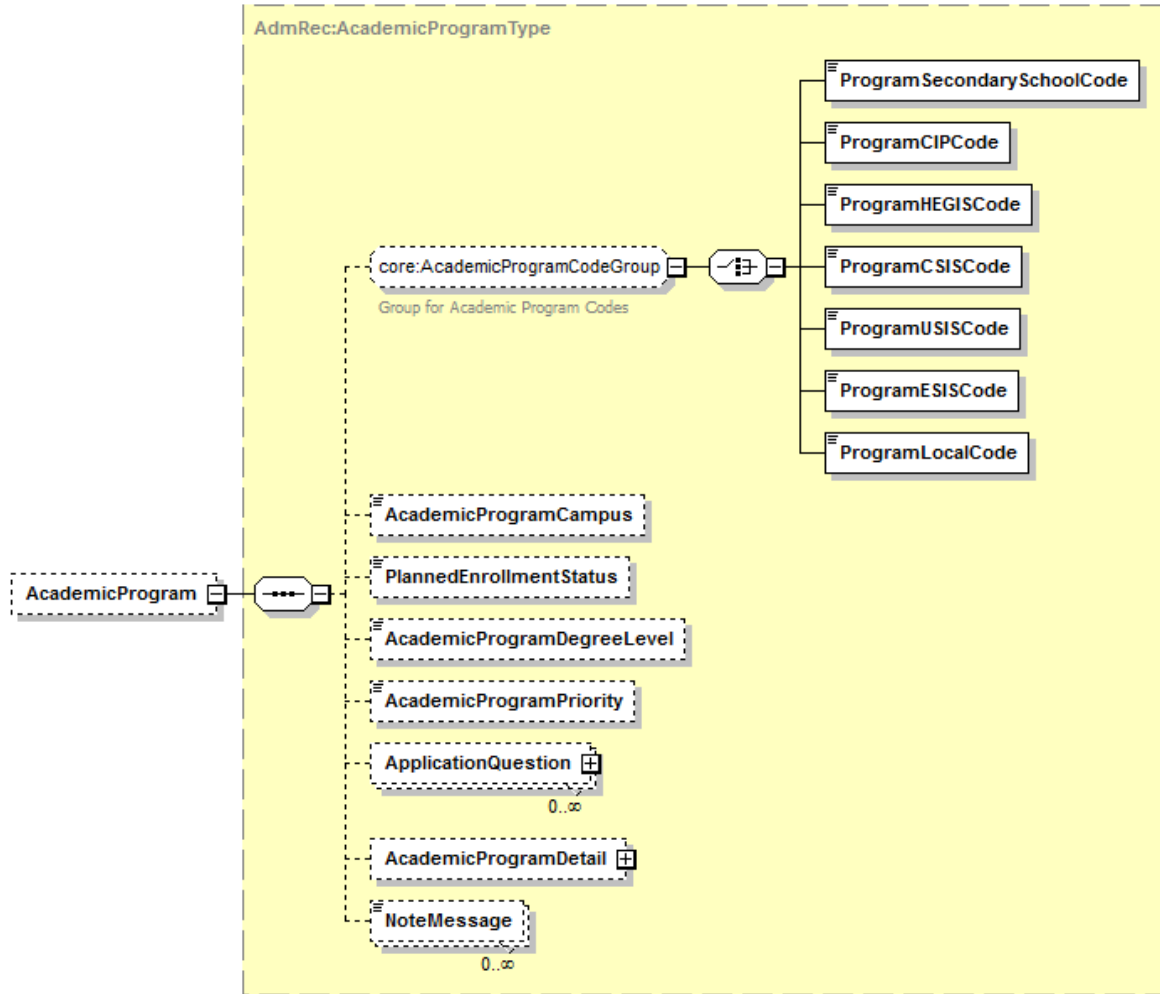 AdmRec:AcademicProgramType
ProgramSecondarySchoolCode
ProgramCIPCode
ProgramHEGISCode
core:AcademicProgramCodeGroup
ProgramCSISCode
Group for Academic Program Codes
ProgramUSISCode
ProgramESISCode
ProgramLocalCode
AcademicProgramCampus
PlannedEnrollmentStatus
AcademicProgram
AcademicProgramDegreeLevel
AcademicProgramPriority
ApplicationQuestion
0..∞
AcademicProgramDetail
NoteMessage
0..∞